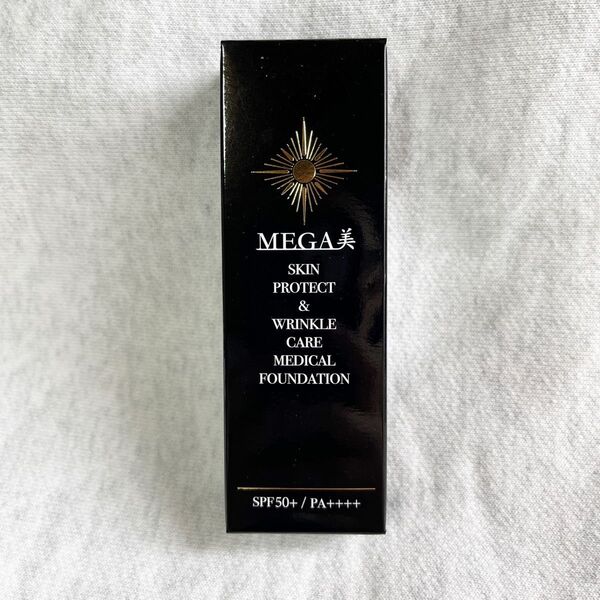 MEGA美
SKIN
PROTECT
&
WRINKLE
CARE
MEDICAL
FOUNDATION
SPF50+ / PA++++